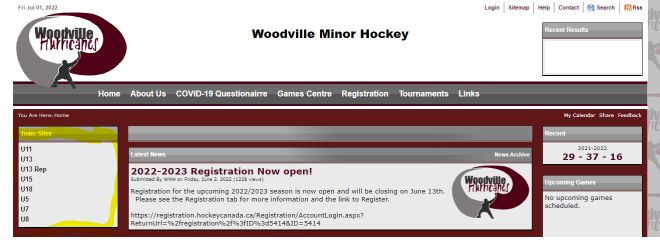 Fri Jul 01, 2022
Login Sitemap Help Contact Search Rss
Woodville
Hurricanes
Woodville Minor Hockey
Recent Results
Home About Us COVID-19 Questionairre Games Centre Registration Tournaments Links
You Are Here: Home
My Calendar Share Feedback
Team Sites
U11
U13
U13 Rep
U15
U18
U5
U7
U8
Latest News
News Archive
2022-2023 Registration Now open!
Submitted By WMH on Friday, June 3, 2022 (1238 views)
Registration for the upcoming 2022/2023 season is now open and will be closing on June 13th.
Please see the Registration tab for more information and the link to Register.
https://registration.hockeycanada.ca/Registration/AccountLogin.aspx?
ReturnUrl=%2fregistration%2f%3fID%3d5414&ID=5414
Woodville
Hurricanes
Record
2021-2022
29 - 37 - 16
Upcoming Games
No upcoming games
scheduled.